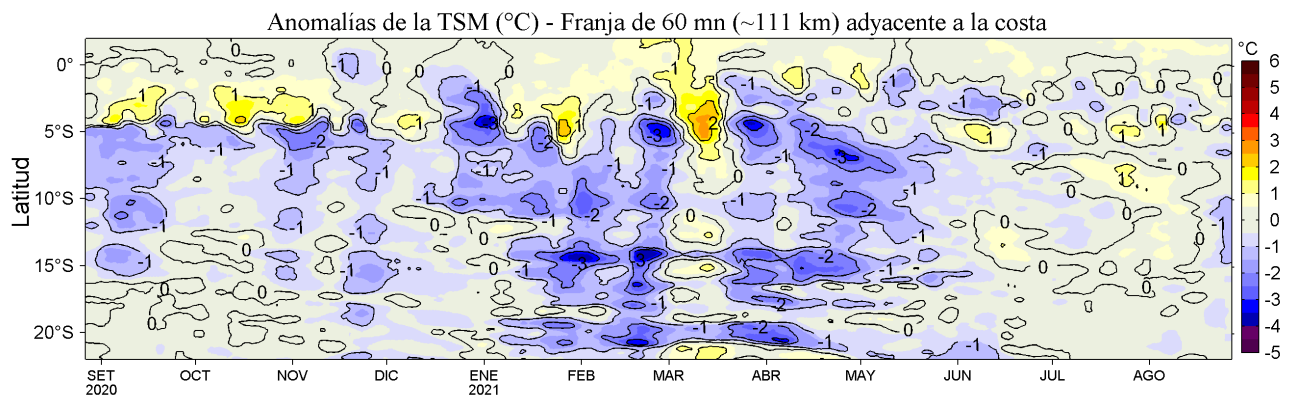 Anomalías de la TSM (°C) - Franja de 60 mn (~111 km) adyacente a la costa
°C
6
5
4
3
2
1
0
-1
-2
-3
-4
-5
Latitud
0°
5°S
10°S
15°S
20°S
SET OCT NOV DIC ENE FEB MAR ABR MAY JUN JUL AGO
2020 2021